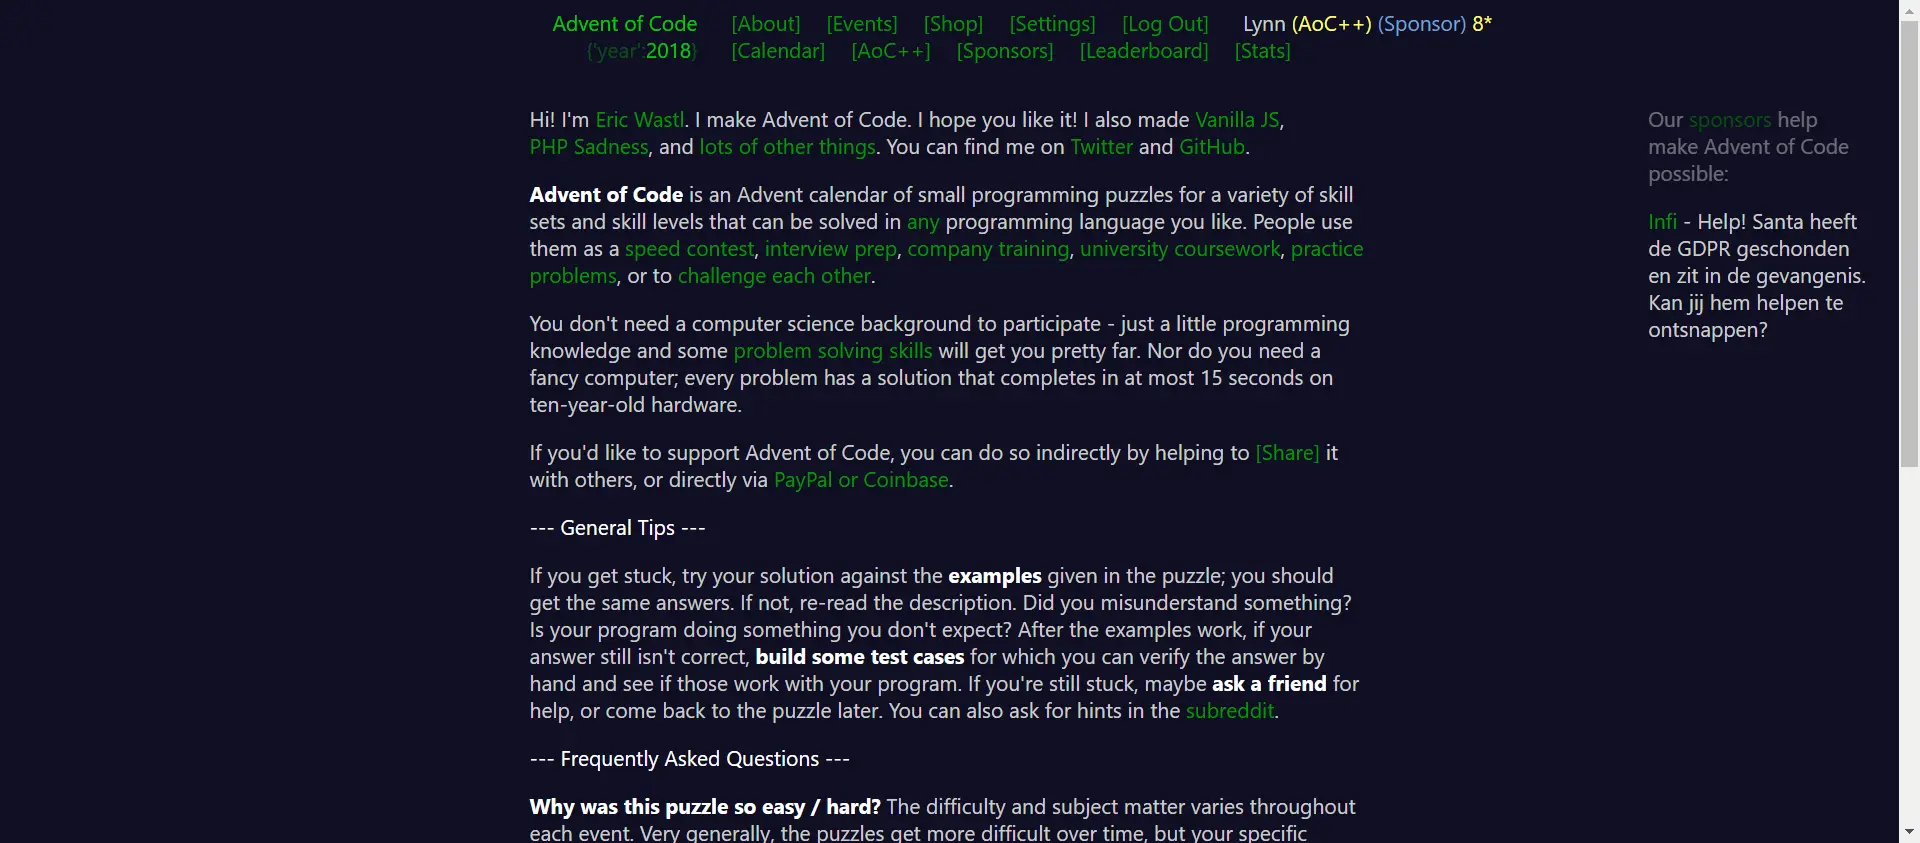 Advent of Code [About] [Events] [Shop] [Settings] [Log Out] Lynn (AoC++) (Sponsor) 8*
{'year':2018} [Calendar] [AoC++] [Sponsors] [Leaderboard] [Stats]
Hi! I'm Eric Wastl. I make Advent of Code. I hope you like it! I also made Vanilla JS,
PHP Sadness, and lots of other things. You can find me on Twitter and GitHub.
Advent of Code is an Advent calendar of small programming puzzles for a variety of skill
sets and skill levels that can be solved in any programming language you like. People use
them as a speed contest, interview prep, company training, university coursework, practice
problems, or to challenge each other.
You don't need a computer science background to participate - just a little programming
knowledge and some problem solving skills will get you pretty far. Nor do you need a
fancy computer; every problem has a solution that completes in at most 15 seconds on
ten-year-old hardware.
If you'd like to support Advent of Code, you can do so indirectly by helping to [Share] it
with others, or directly via PayPal or Coinbase.
--- General Tips ---
If you get stuck, try your solution against the examples given in the puzzle; you should
get the same answers. If not, re-read the description. Did you misunderstand something?
Is your program doing something you don't expect? After the examples work, if your
answer still isn't correct, build some test cases for which you can verify the answer by
hand and see if those work with your program. If you're still stuck, maybe ask a friend for
help, or come back to the puzzle later. You can also ask for hints in the subreddit.
--- Frequently Asked Questions ---
Why was this puzzle so easy / hard? The difficulty and subject matter varies throughout
each event. Very generally, the puzzles get more difficult over time, but your specific
Our sponsors help
make Advent of Code
possible:
Infi - Help! Santa heeft
de GDPR geschonden
en zit in de gevangenis.
Kan jij hem helpen te
ontsnappen?